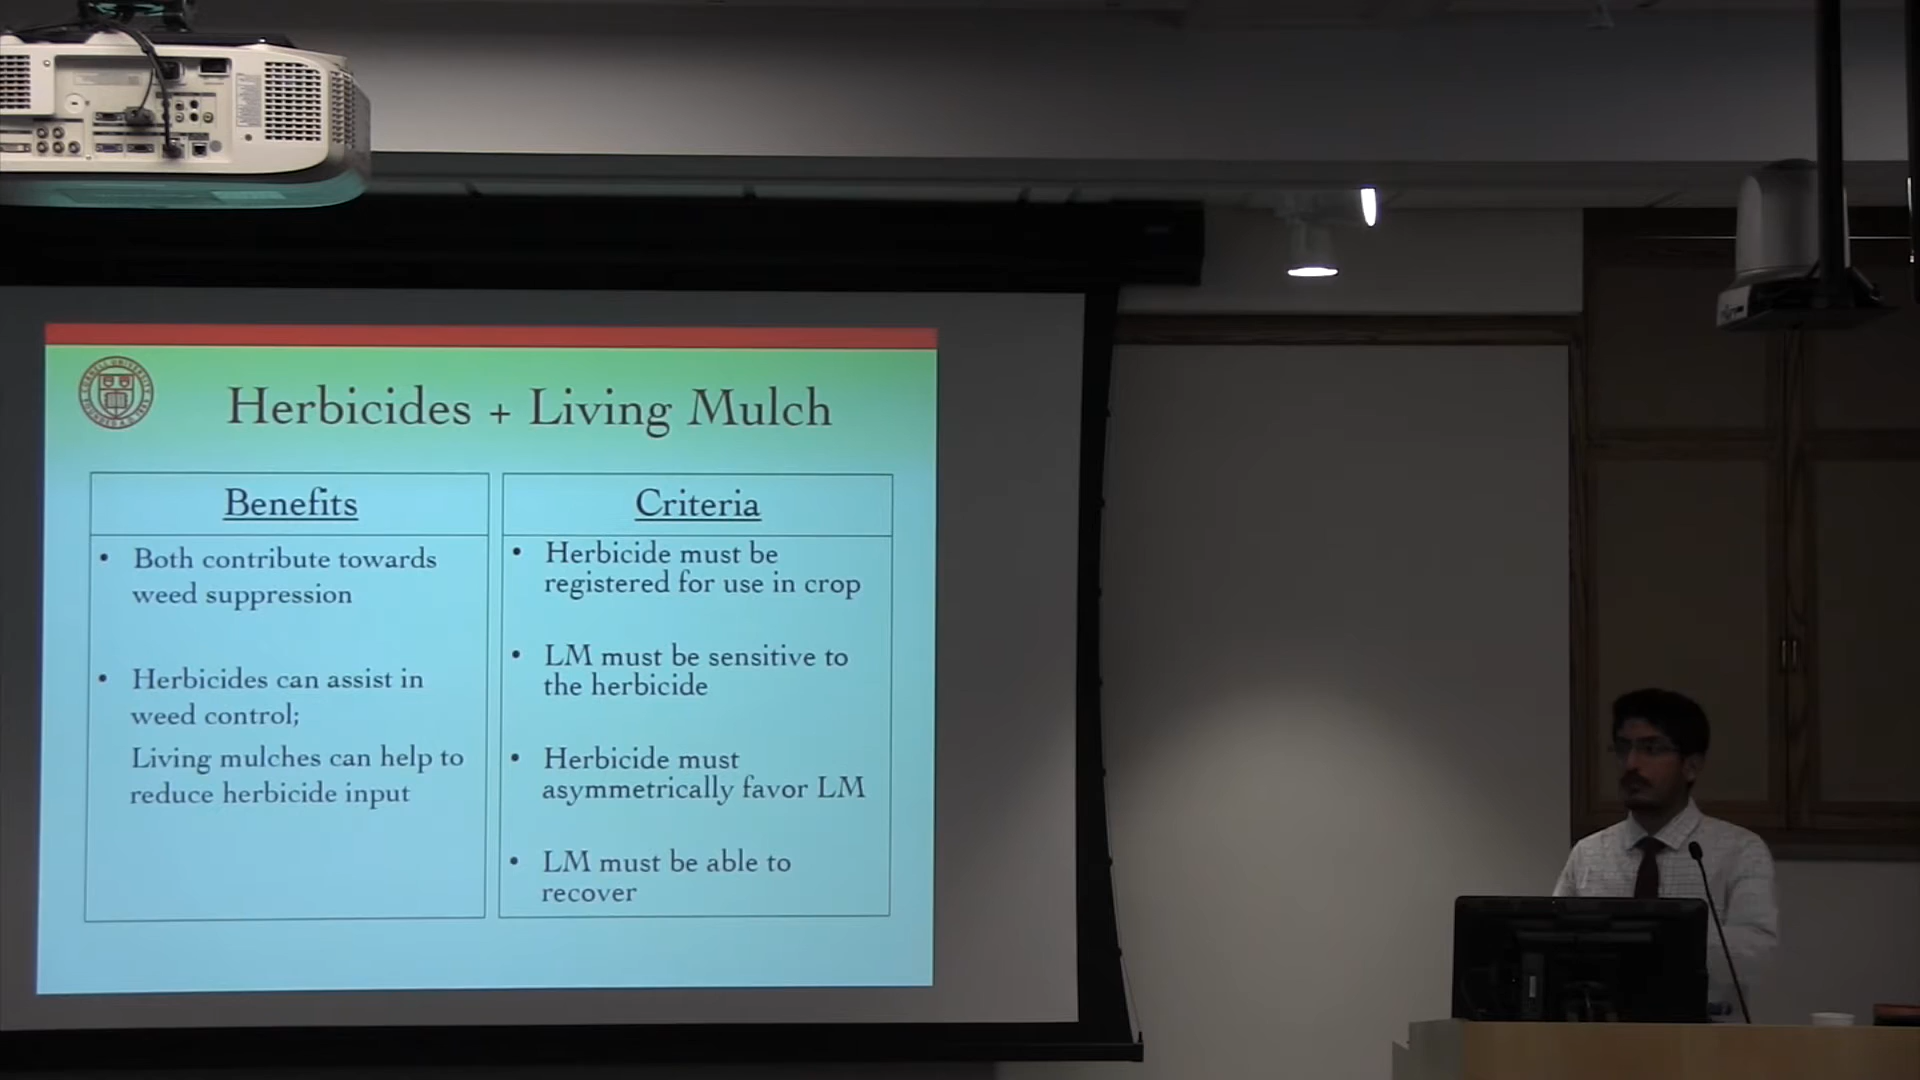 Herbicides + Living Mulch
Benefits
• Both contribute towards
weed suppression
• Herbicides can assist in
weed control;
Living mulches can help to
reduce herbicide input
Criteria
• Herbicide must be
registered for use in crop
• LM must be sensitive to
the herbicide
• Herbicide must
asymmetrically favor LM
• LM must be able to
recover